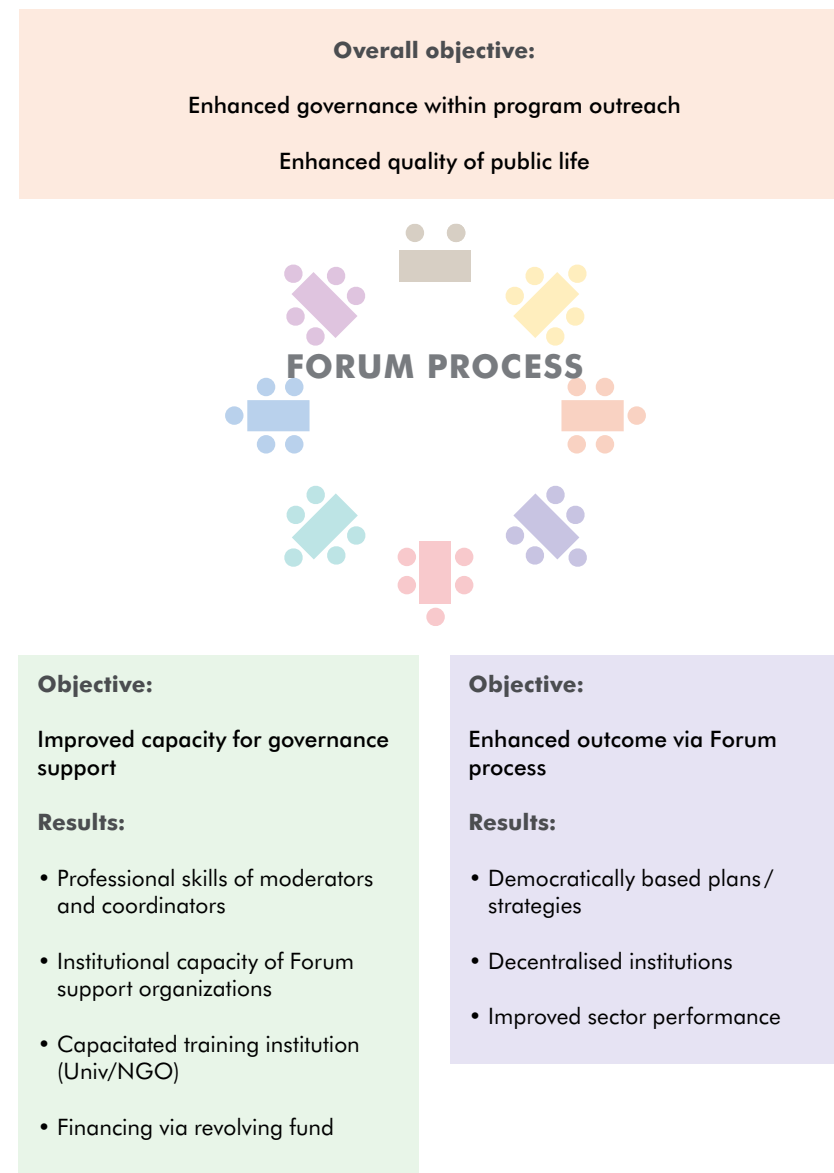 Overall objective:
Enhanced governance within program outreach
Enhanced quality of public life
FORUM PROCESS
Objective:
Improved capacity for governance
support
Results:
• Professional skills of moderators
and coordinators
• Institutional capacity of Forum
support organizations
• Capacitated training institution
(Univ/NGO)
• Financing via revolving fund
Objective:
Enhanced outcome via Forum
process
Results:
• Democratically based plans/
strategies
• Decentralised institutions
• Improved sector performance